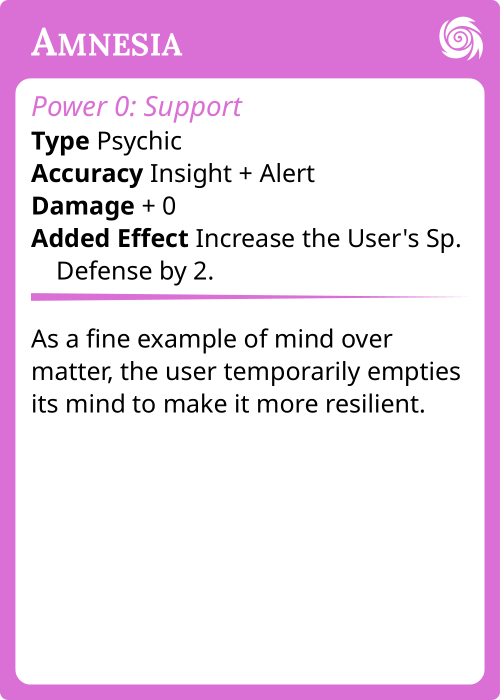 AMNESIA
Power 0: Support
Type Psychic
Accuracy Insight + Alert
Damage + 0
Added Effect Increase the User's Sp.
Defense by 2.
As a fine example of mind over
matter, the user temporarily empties
its mind to make it more resilient.